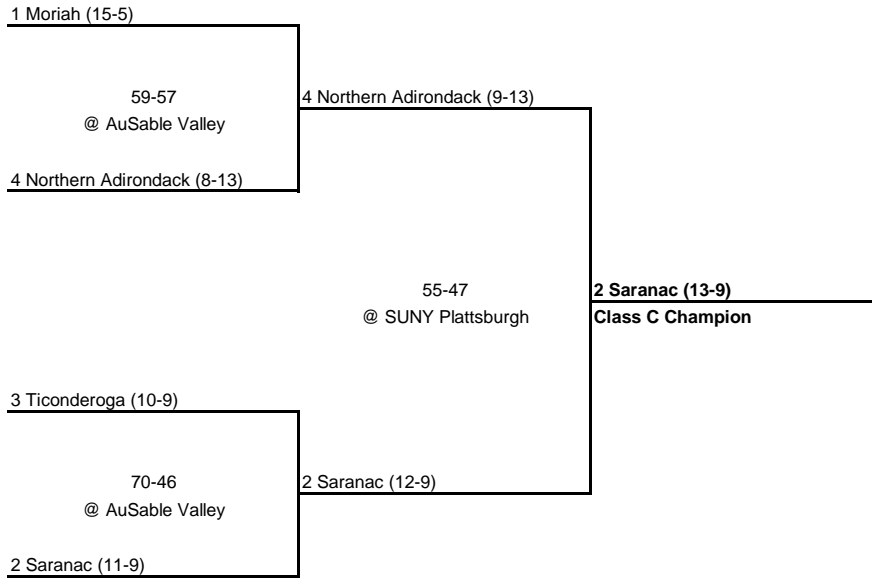 1 Moriah (15-5)
59-57
@ AuSable Valley
4 Northern Adirondack (9-13)
4 Northern Adirondack (8-13)
55-47
@ SUNY Plattsburgh
2 Saranac (13-9)
Class C Champion
3 Ticonderoga (10-9)
70-46
@ AuSable Valley
2 Saranac (12-9)
2 Saranac (11-9)